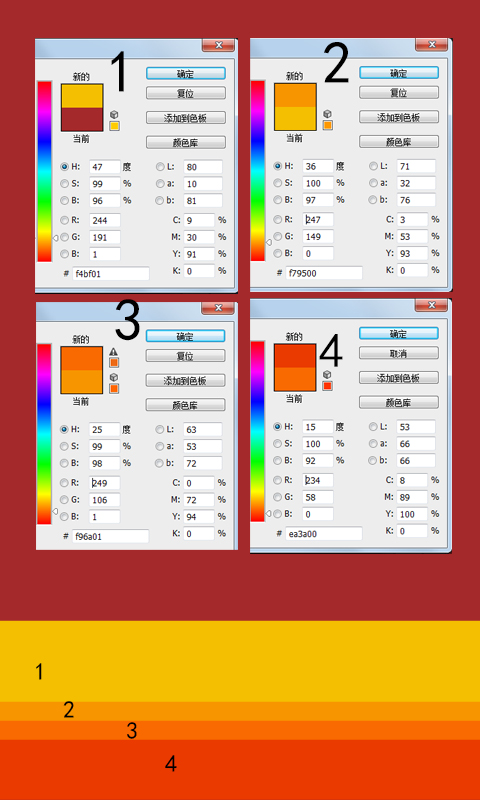 1
新的
当前
确定
复位
添加到色板
颜色库
H: 47 度
S: 99 %
B: 96 %
R: 244
G: 191
B: 1
# f4bf01
L: 80
a: 10
b: 81
C: 9 %
M: 30 %
Y: 91 %
K: 0 %
2
新的
当前
确定
复位
添加到色板
颜色库
H: 36 度
S: 100 %
B: 97 %
R: 247
G: 149
B: 0
# f79500
L: 71
a: 32
b: 76
C: 3 %
M: 53 %
Y: 93 %
K: 0 %
3
新的
当前
确定
复位
添加到色板
颜色库
H: 25 度
S: 99 %
B: 98 %
R: 249
G: 106
B: 1
# f96a01
L: 63
a: 53
b: 72
C: 0 %
M: 72 %
Y: 94 %
K: 0 %
4
新的
当前
确定
取消
添加到色板
颜色库
H: 15 度
S: 100 %
B: 92 %
R: 234
G: 58
B: 0
# ea3a00
L: 53
a: 66
b: 66
C: 8 %
M: 89 %
Y: 100 %
K: 0 %
1
2
3
4